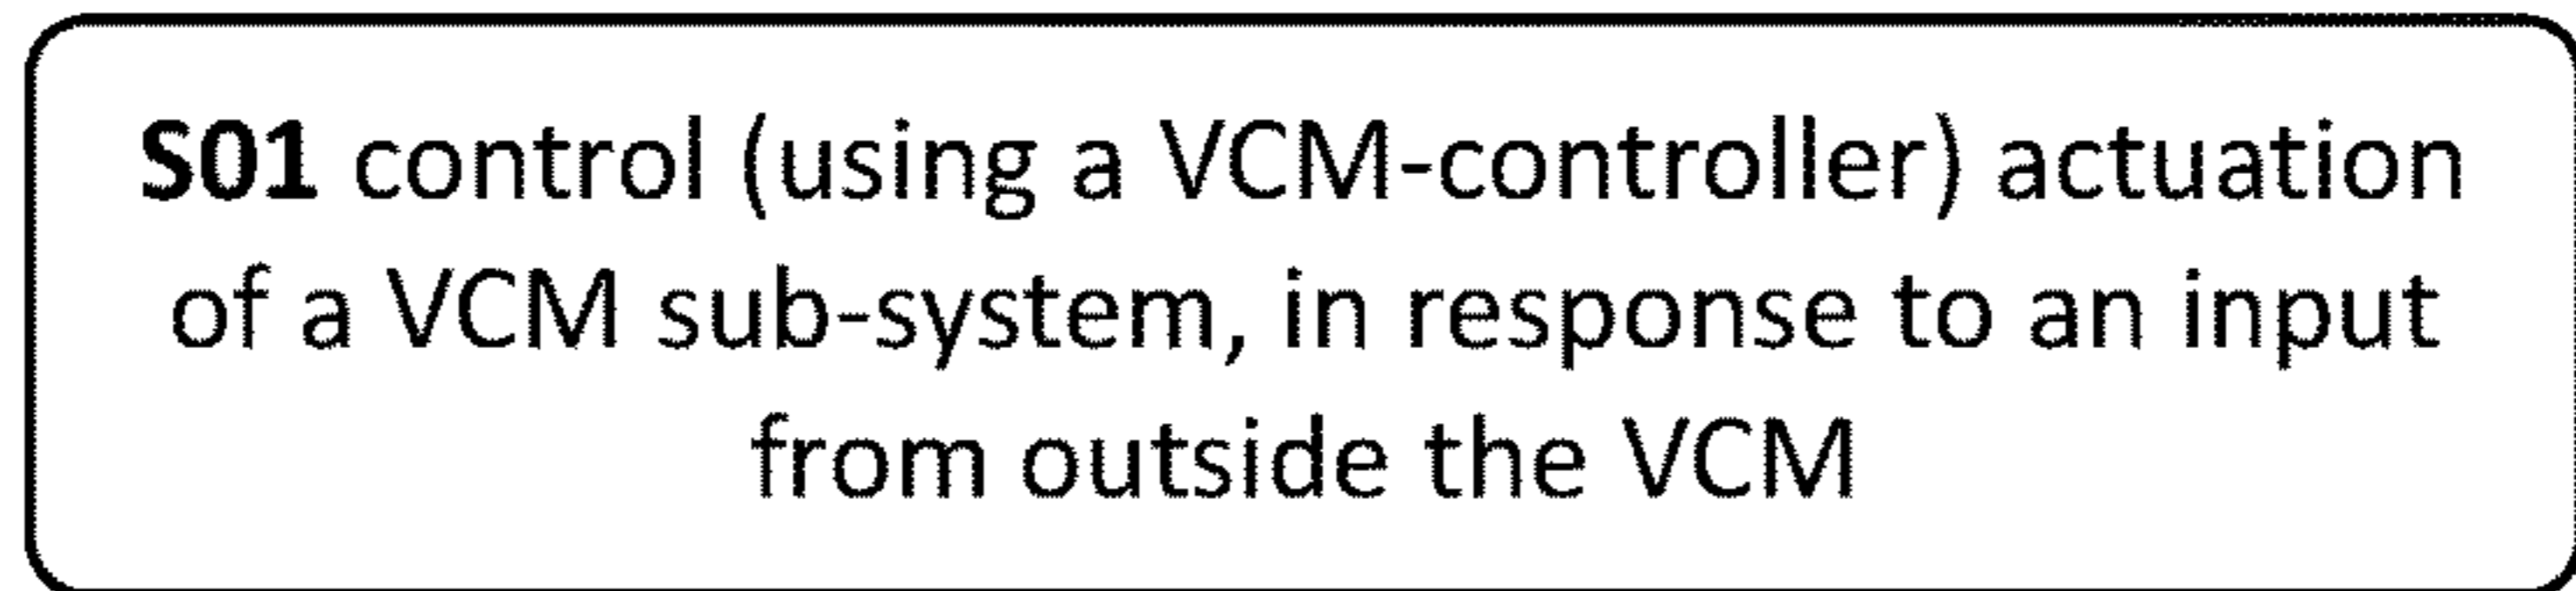 S01 control (using a VCM-controller) actuation
of a VCM sub-system, in response to an input
from outside the VCM